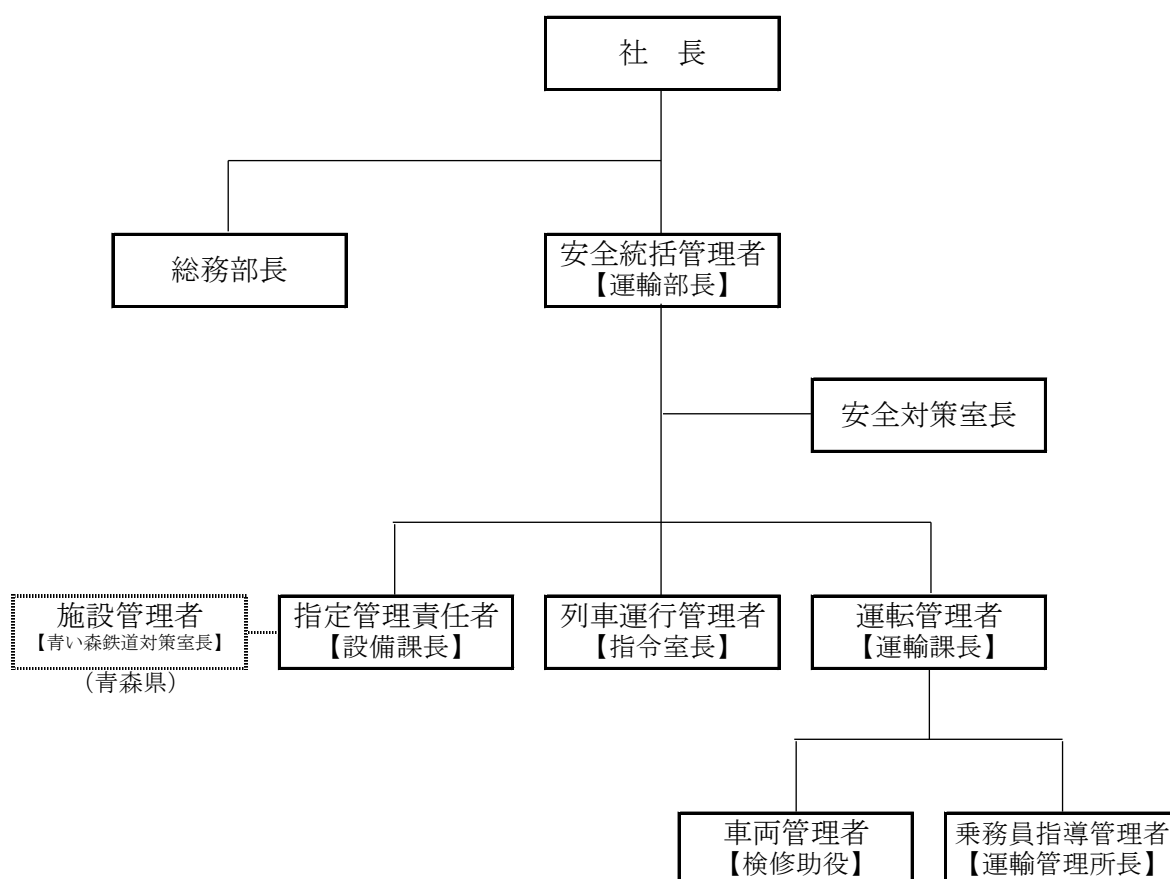 社　長
総務部長
安全統括管理者
【運輸部長】
安全対策室長
施設管理者
【青い森鉄道対策室長】
（青森県）
指定管理責任者
【設備課長】
列車運行管理者
【指令室長】
運転管理者
【運輸課長】
車両管理者
【検修助役】
乗務員指導管理者
【運輸管理所長】